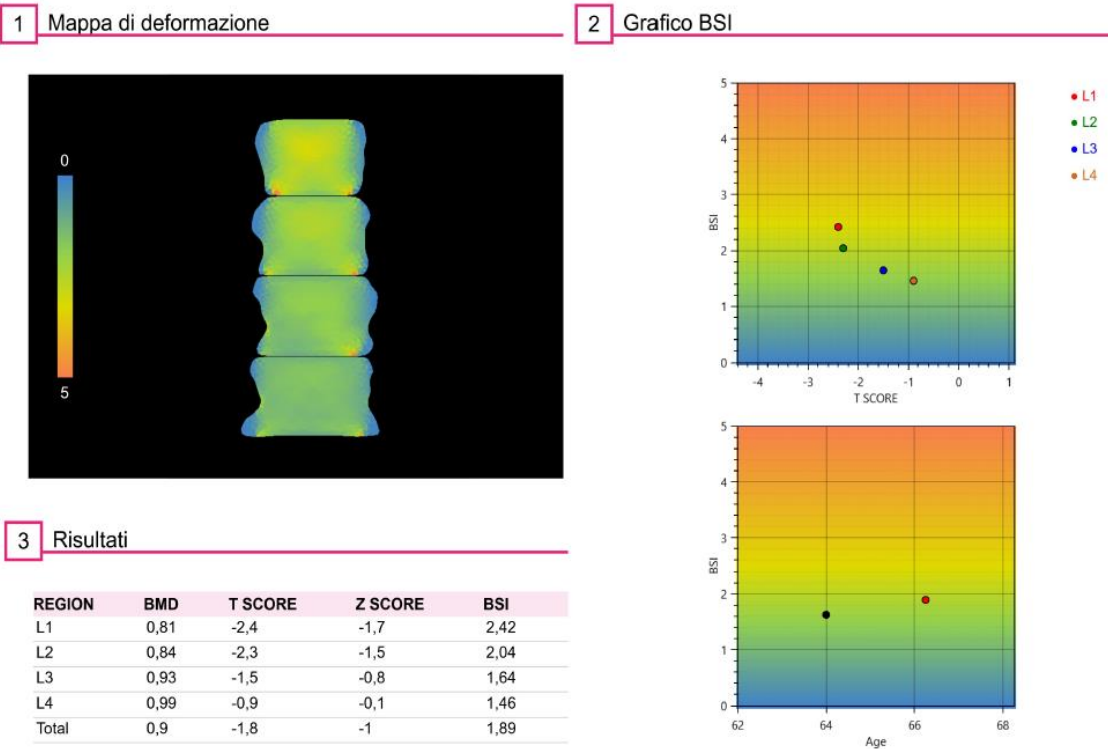 1 Mappa di deformazione
0
5
2 Grafico BSI
5
4
3
2
1
0
BSI
-4 -3 -2 -1 0 1
T SCORE
L1
L2
L3
L4
5
4
3
2
1
0
BSI
62 64 66 68
Age
3 Risultati
REGION BMD T SCORE Z SCORE BSI
L1 0,81 -2,4 -1,7 2,42
L2 0,84 -2,3 -1,5 2,04
L3 0,93 -1,5 -0,8 1,64
L4 0,99 -0,9 -0,1 1,46
Total 0,9 -1,8 -1 1,89